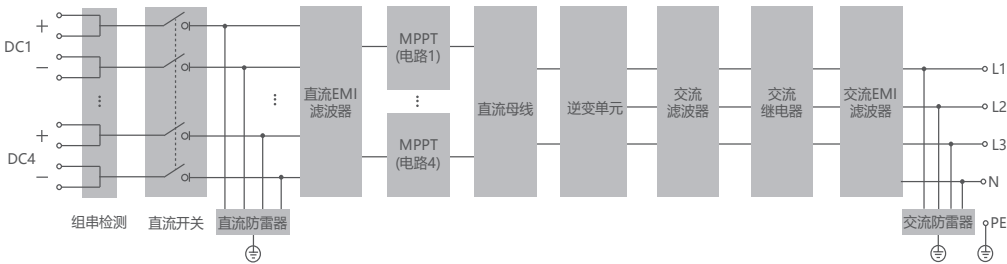 +
DC1
−
⋮
+
DC4
−
组串检测
直流开关
⋮
直流防雷器
直流EMI
滤波器
MPPT
(电路1)
⋮
MPPT
(电路4)
直流母线
逆变单元
交流
滤波器
交流
继电器
交流EMI
滤波器
L1
L2
L3
N
交流防雷器
PE